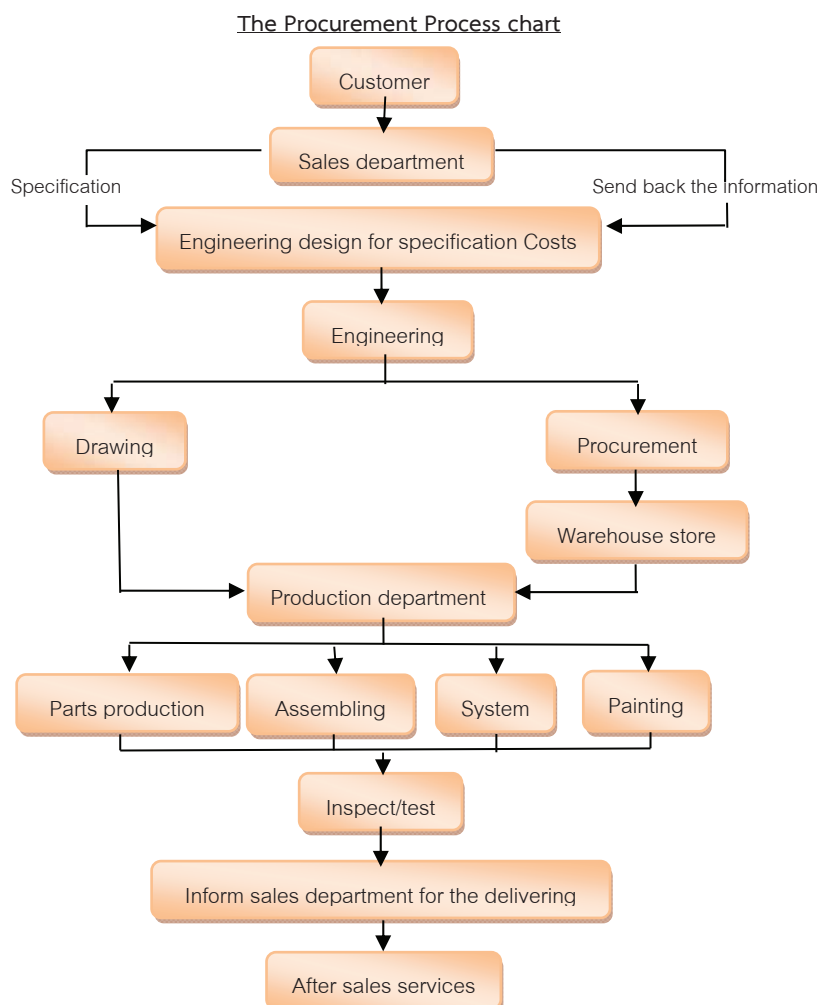 The Procurement Process chart
Customer
Sales department
Specification
Send back the information
Engineering design for specification Costs
Engineering
Drawing
Procurement
Warehouse store
Production department
Parts production
Assembling
System
Painting
Inspect/test
Inform sales department for the delivering
After sales services